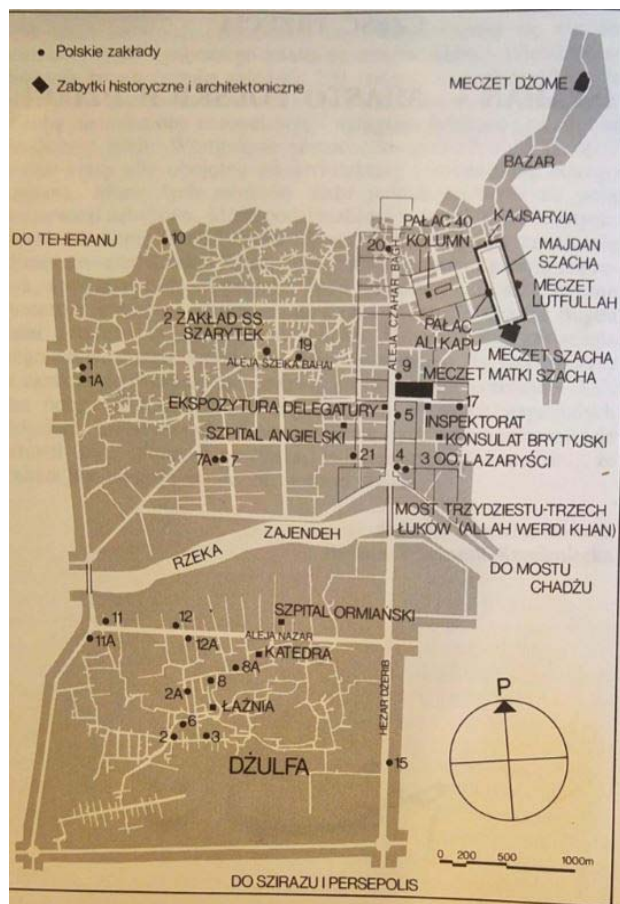 Polskie zakłady
Zabytki historyczne i architektoniczne
MECZET DŻOME
BAZAR
DO TEHERANU
10
20
PAŁAC 40
KOLUMN
KAJSARYJA
MAJDAN
SZACHA
MECZET
LUTFULLAH
ALEJA CZAHAR BAGH
2 ZAKŁAD SS.
SZARYTEK
19
ALEJA SZEIKA BAHAI
PAŁAC
ALI KAPU
MECZET SZACHA
1
1A
9
MECZET MATKI SZACHA
EKSPOZYTURA DELEGATURY
5
17
INSPEKTORAT
SZPITAL ANGIELSKI
KONSULAT BRYTYJSKI
7A
7
21
4
3 OO. LAZARYŚCI
MOST TRZYDZIESTU-TRZECH
ŁUKÓW (ALLAH WERDI KHAN)
RZEKA
ZAJENDEH
DO MOSTU
CHADŻU
11
12
SZPITAL ORMIAŃSKI
11A
12A
ALEJA NAZAR
KATEDRA
8A
8
2A
ŁAŹNIA
HEZAR DŻERIB
P
6
2
3
DŻULFA
15
0 200 500 1000m
DO SZIRAZU I PERSEPOLIS